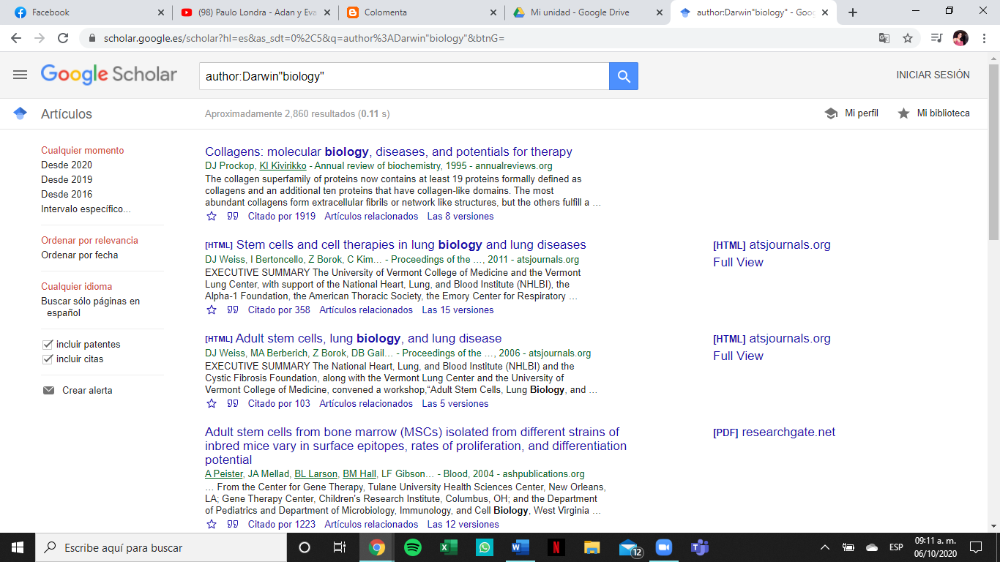 Facebook
(98) Paulo Londra - Adan y Eva
Colomenta
Mi unidad - Google Drive
author:Darwin"biology" - Goo
scholar.google.es/scholar?hl=es&as_sdt=0%2C5&q=author%3ADarwin"biology"&btnG=
Google Scholar
author:Darwin"biology"
INICIAR SESIÓN
Artículos
Aproximadamente 2,860 resultados (0.11 s)
Mi perfil
Mi biblioteca
Cualquier momento
Desde 2020
Desde 2019
Desde 2016
Intervalo específico...
Ordenar por relevancia
Ordenar por fecha
Cualquier idioma
Buscar sólo páginas en
español
incluir patentes
incluir citas
Crear alerta
Collagens: molecular biology, diseases, and potentials for therapy
DJ Prockop, KI Kivirikko - Annual review of biochemistry, 1995 - annualreviews.org
The collagen superfamily of proteins now contains at least 19 proteins formally defined as
collagens and an additional ten proteins that have collagen-like domains. The most
abundant collagens form extracellular fibrils or network like structures, but the others fulfill a …
Citado por 1919 Artículos relacionados Las 8 versiones
[HTML] Stem cells and cell therapies in lung biology and lung diseases
DJ Weiss, I Bertoncello, Z Borok, C Kim… - Proceedings of the …, 2011 - atsjournals.org
EXECUTIVE SUMMARY The University of Vermont College of Medicine and the Vermont
Lung Center, with support of the National Heart, Lung, and Blood Institute (NHLBI), the
Alpha-1 Foundation, the American Thoracic Society, the Emory Center for Respiratory …
Citado por 358 Artículos relacionados Las 15 versiones
[HTML] atsjournals.org
Full View
[HTML] Adult stem cells, lung biology, and lung disease
DJ Weiss, MA Berberich, Z Borok, DB Gail… - Proceedings of the …, 2006 - atsjournals.org
EXECUTIVE SUMMARY The National Heart, Lung, and Blood Institute (NHLBI) and the
Cystic Fibrosis Foundation, along with the Vermont Lung Center and the University of
Vermont College of Medicine, convened a workshop,“Adult Stem Cells, Lung Biology, and …
Citado por 103 Artículos relacionados Las 5 versiones
[HTML] atsjournals.org
Full View
Adult stem cells from bone marrow (MSCs) isolated from different strains of
inbred mice vary in surface epitopes, rates of proliferation, and differentiation
potential
A Peister, JA Mellad, BL Larson, BM Hall, LF Gibson… - Blood, 2004 - ashpublications.org
… From the Center for Gene Therapy, Tulane University Health Sciences Center, New Orleans,
LA; Gene Therapy Center, Children's Research Institute, Columbus, OH; and the Department
of Pediatrics and Department of Microbiology, Immunology, and Cell Biology, West Virginia …
Citado por 1223 Artículos relacionados Las 12 versiones
[PDF] researchgate.net
Escribe aquí para buscar
12
ESP
09:11 a. m.
06/10/2020